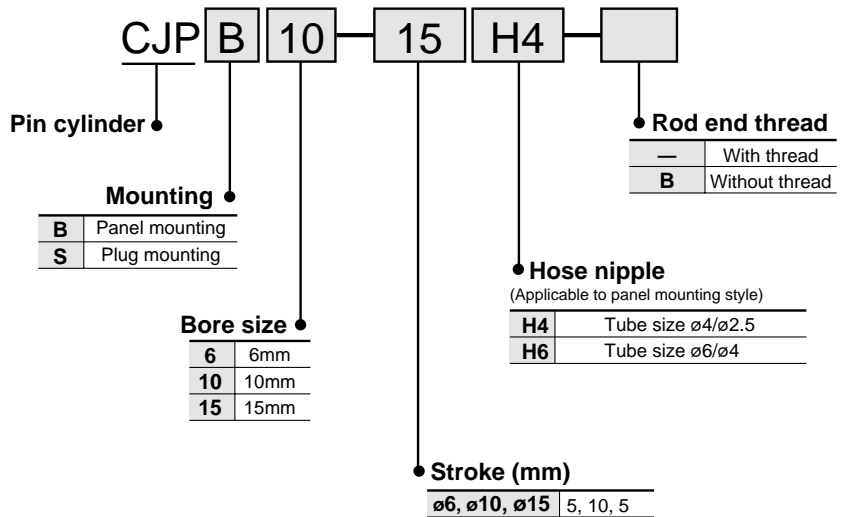 CJP B 10 — 15 H4 —
Pin cylinder
Rod end thread
— With thread
B Without thread
Mounting
B Panel mounting
S Plug mounting
Hose nipple
(Applicable to panel mounting style)
H4 Tube size ø4/ø2.5
H6 Tube size ø6/ø4
Bore size
6 6mm
10 10mm
15 15mm
Stroke (mm)
ø6, ø10, ø15 5, 10, 5